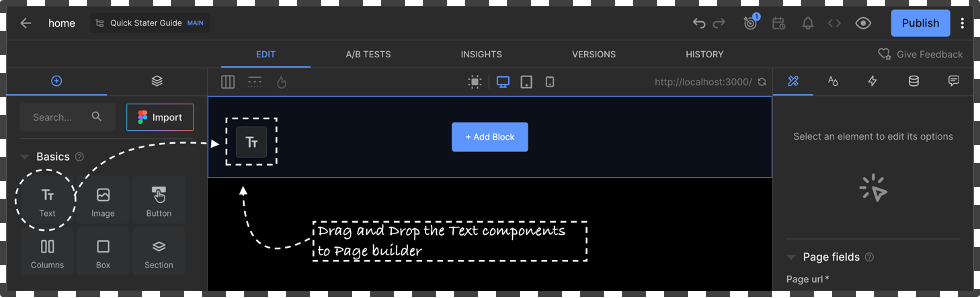 home
Quick Stater Guide MAIN
1
Publish
EDIT
A/B TESTS
INSIGHTS
VERSIONS
HISTORY
Give Feedback
http://localhost:3000/
Search...
Import
+ Add Block
Tт
Select an element to edit its options
Basics
Tт
Text
Image
Button
Drag and Drop the Text components
to Page builder
Columns
Box
Section
Page fields
Page url *